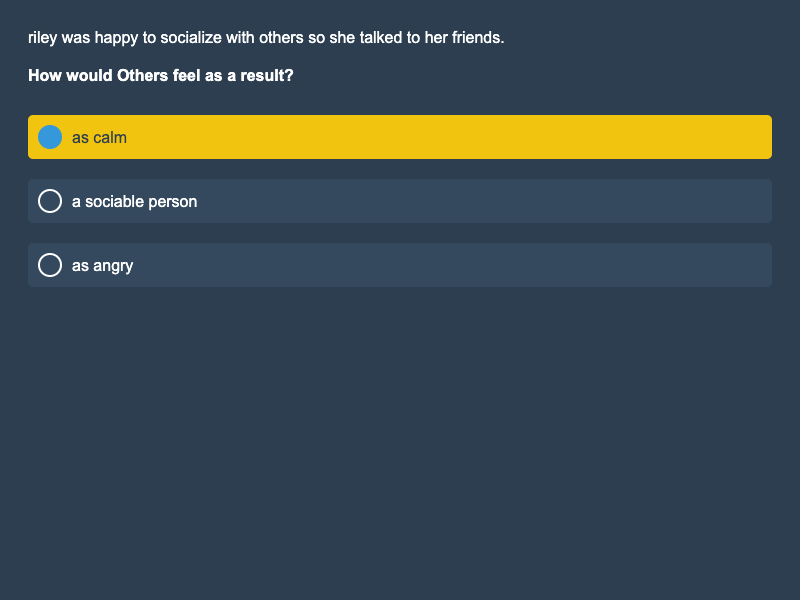 riley was happy to socialize with others so she talked to her friends.
How would Others feel as a result?
as calm
a sociable person
as angry